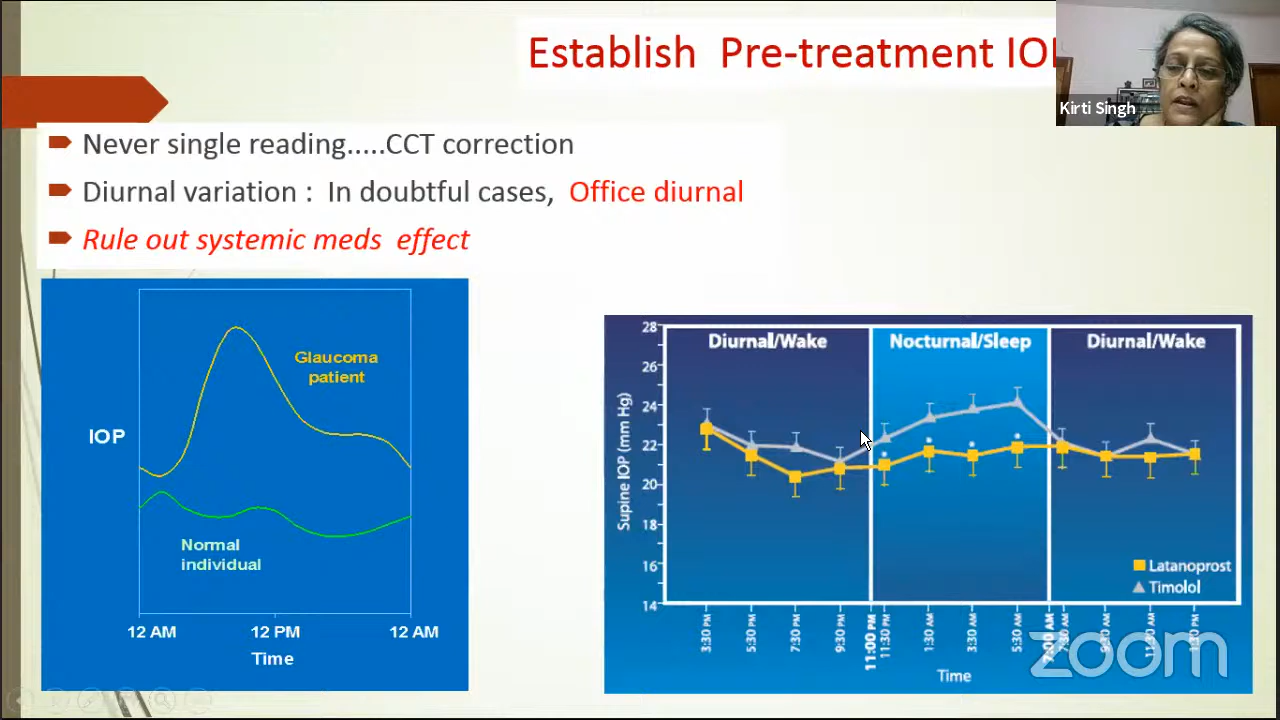 Establish Pre-treatment IO
Kirti Singh
Never single reading.....CCT correction
Diurnal variation : In doubtful cases, Office diurnal
Rule out systemic meds effect
Glaucoma
patient
IOP
Normal
individual
12 AM
12 PM
12 AM
Time
28
26
24
22
20
18
16
14
Supine IOP (mm Hg)
Diurnal/Wake
Nocturnal/Sleep
Diurnal/Wake
Latanoprost
Timolol
3:30 PM
5:30 PM
7:30 PM
9:30 PM
11:00 PM
11:30 PM
1:30 AM
3:30 AM
5:30 AM
7:00 AM
Time
zoom